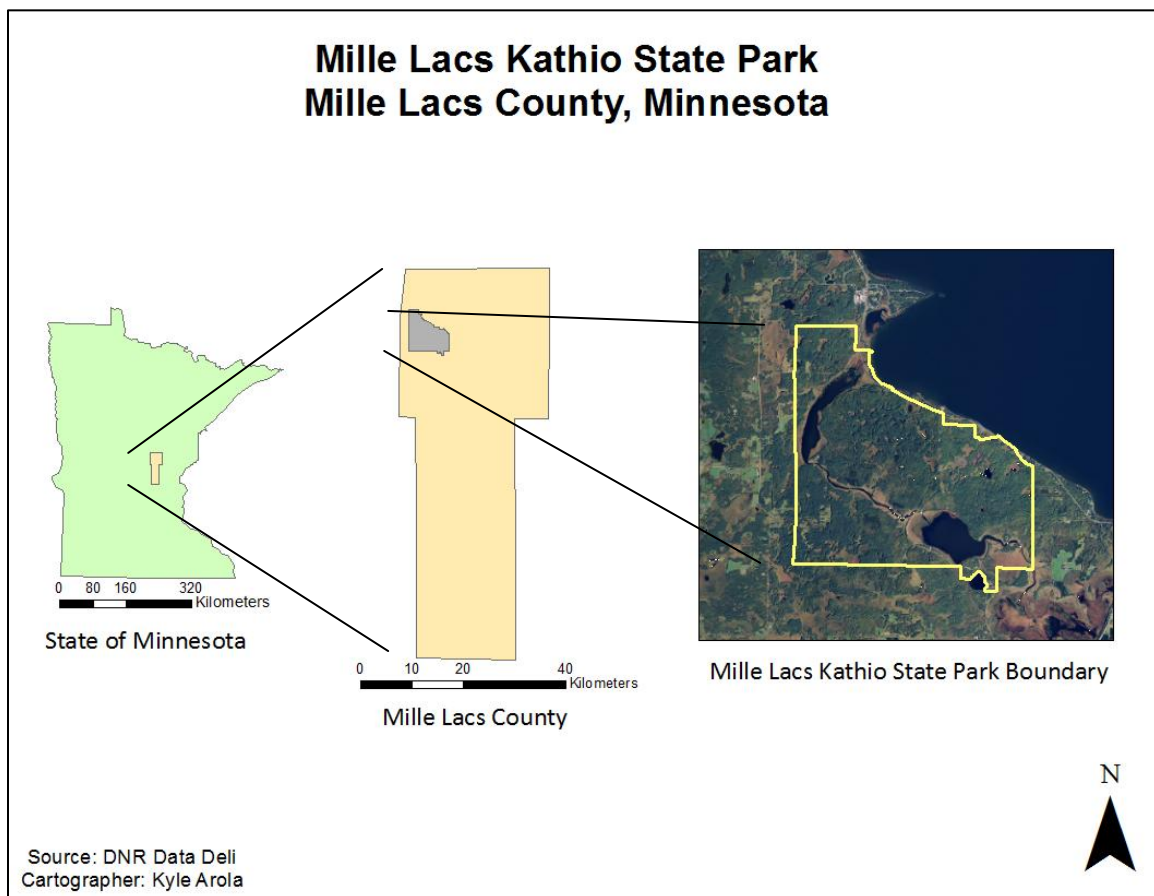 Mille Lacs Kathio State Park
Mille Lacs County, Minnesota
0 80 160 320
Kilometers
State of Minnesota
0 10 20 40
Kilometers
Mille Lacs County
Mille Lacs Kathio State Park Boundary
N
Source: DNR Data Deli
Cartographer: Kyle Arola